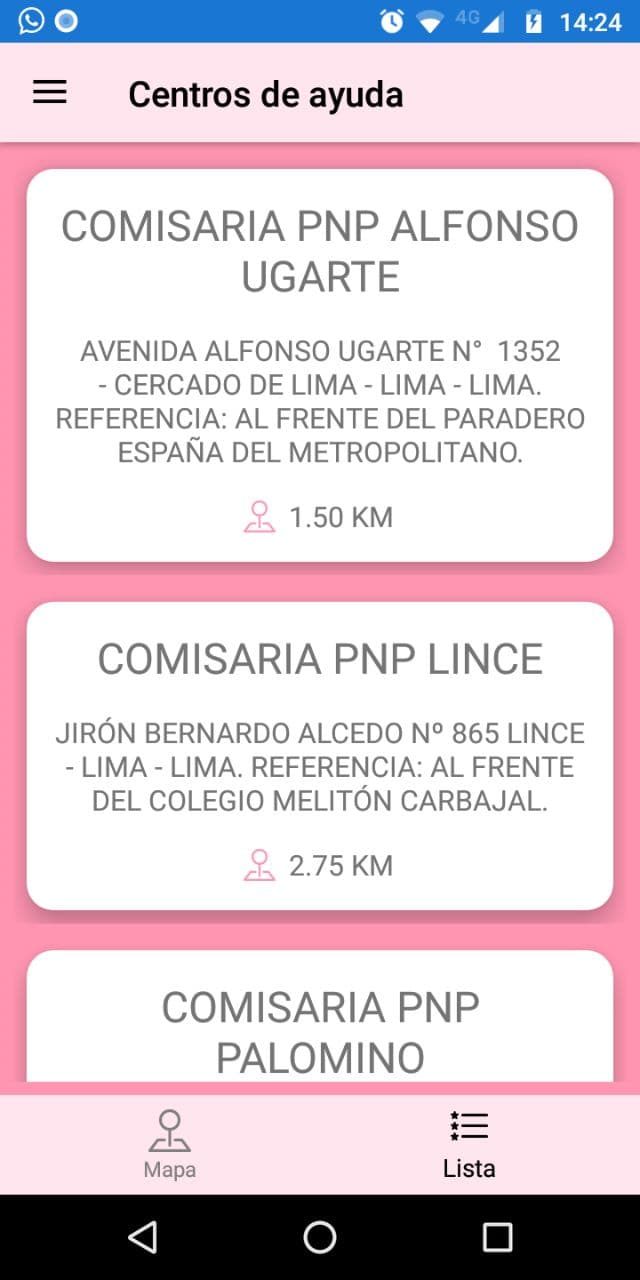 4G 14:24
Centros de ayuda
COMISARIA PNP ALFONSO
UGARTE
AVENIDA ALFONSO UGARTE N° 1352
- CERCADO DE LIMA - LIMA - LIMA.
REFERENCIA: AL FRENTE DEL PARADERO
ESPAÑA DEL METROPOLITANO.
1.50 KM
COMISARIA PNP LINCE
JIRÓN BERNARDO ALCEDO Nº 865 LINCE
- LIMA - LIMA. REFERENCIA: AL FRENTE
DEL COLEGIO MELITÓN CARBAJAL.
2.75 KM
COMISARIA PNP
PALOMINO
Mapa
Lista